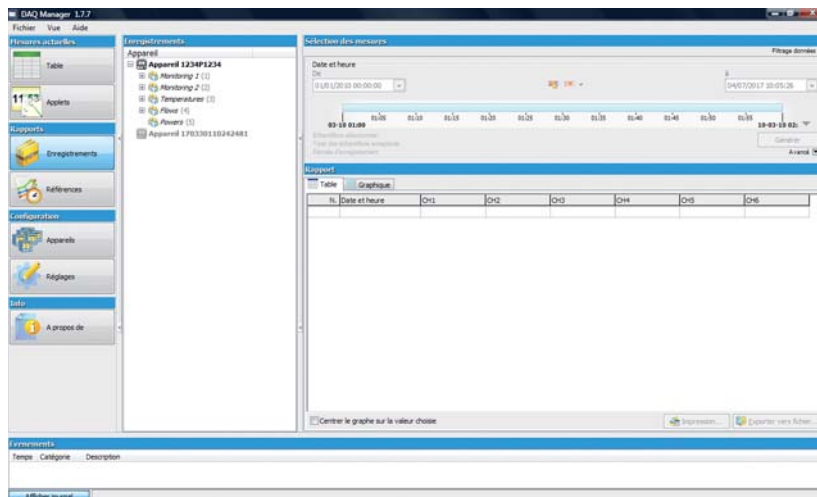 DAQ Manager 1.7.7
Fichier Vue Aide
Mesures actuelles
Table
Applets
Rapports
Enregistrements
Références
Configuration
Appareils
Réglages
Info
A propos de
Enregistrements
Appareil
Appareil 1234P1234
Monitoring 1 (1)
Monitoring 2 (2)
Temperatures (3)
Flows (4)
Powers (5)
Appareil 170330110242481
Sélection des mesures
Filtrage données
Date et heure
De
01/01/2010 00:00:00
à
04/07/2017 10:05:26
03-10 01:00
01:05
01:10
01:15
01:20
01:25
01:30
01:35
01:40
01:45
01:50
01:55
10-03-10 02:
Générer
Avancé
Rapport
Table
Graphique
N. Date et heure CH1 CH2 CH3 CH4 CH5 CH6
Centrer le graphe sur la valeur choisie
Impression...
Exporter vers fichier...
Evenements
Temps Catégorie Description
Afficher journal